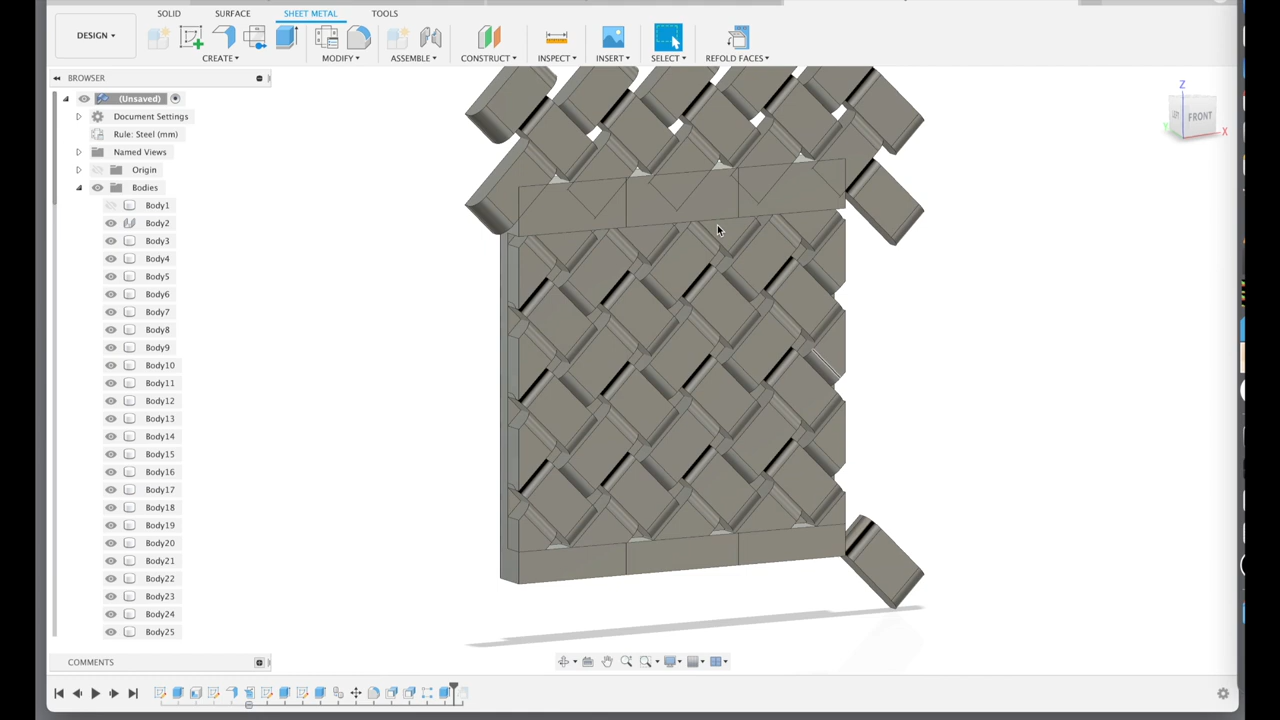 SOLID SURFACE SHEET METAL TOOLS
DESIGN
CREATE MODIFY ASSEMBLE CONSTRUCT INSPECT INSERT SELECT REFOLD FACES
BROWSER
(Unsaved)
Document Settings
Rule: Steel (mm)
Named Views
Origin
Bodies
Body1
Body2
Body3
Body4
Body5
Body6
Body7
Body8
Body9
Body10
Body11
Body12
Body13
Body14
Body15
Body16
Body17
Body18
Body19
Body20
Body21
Body22
Body23
Body24
Body25
Z
FRONT
Y
X
COMMENTS